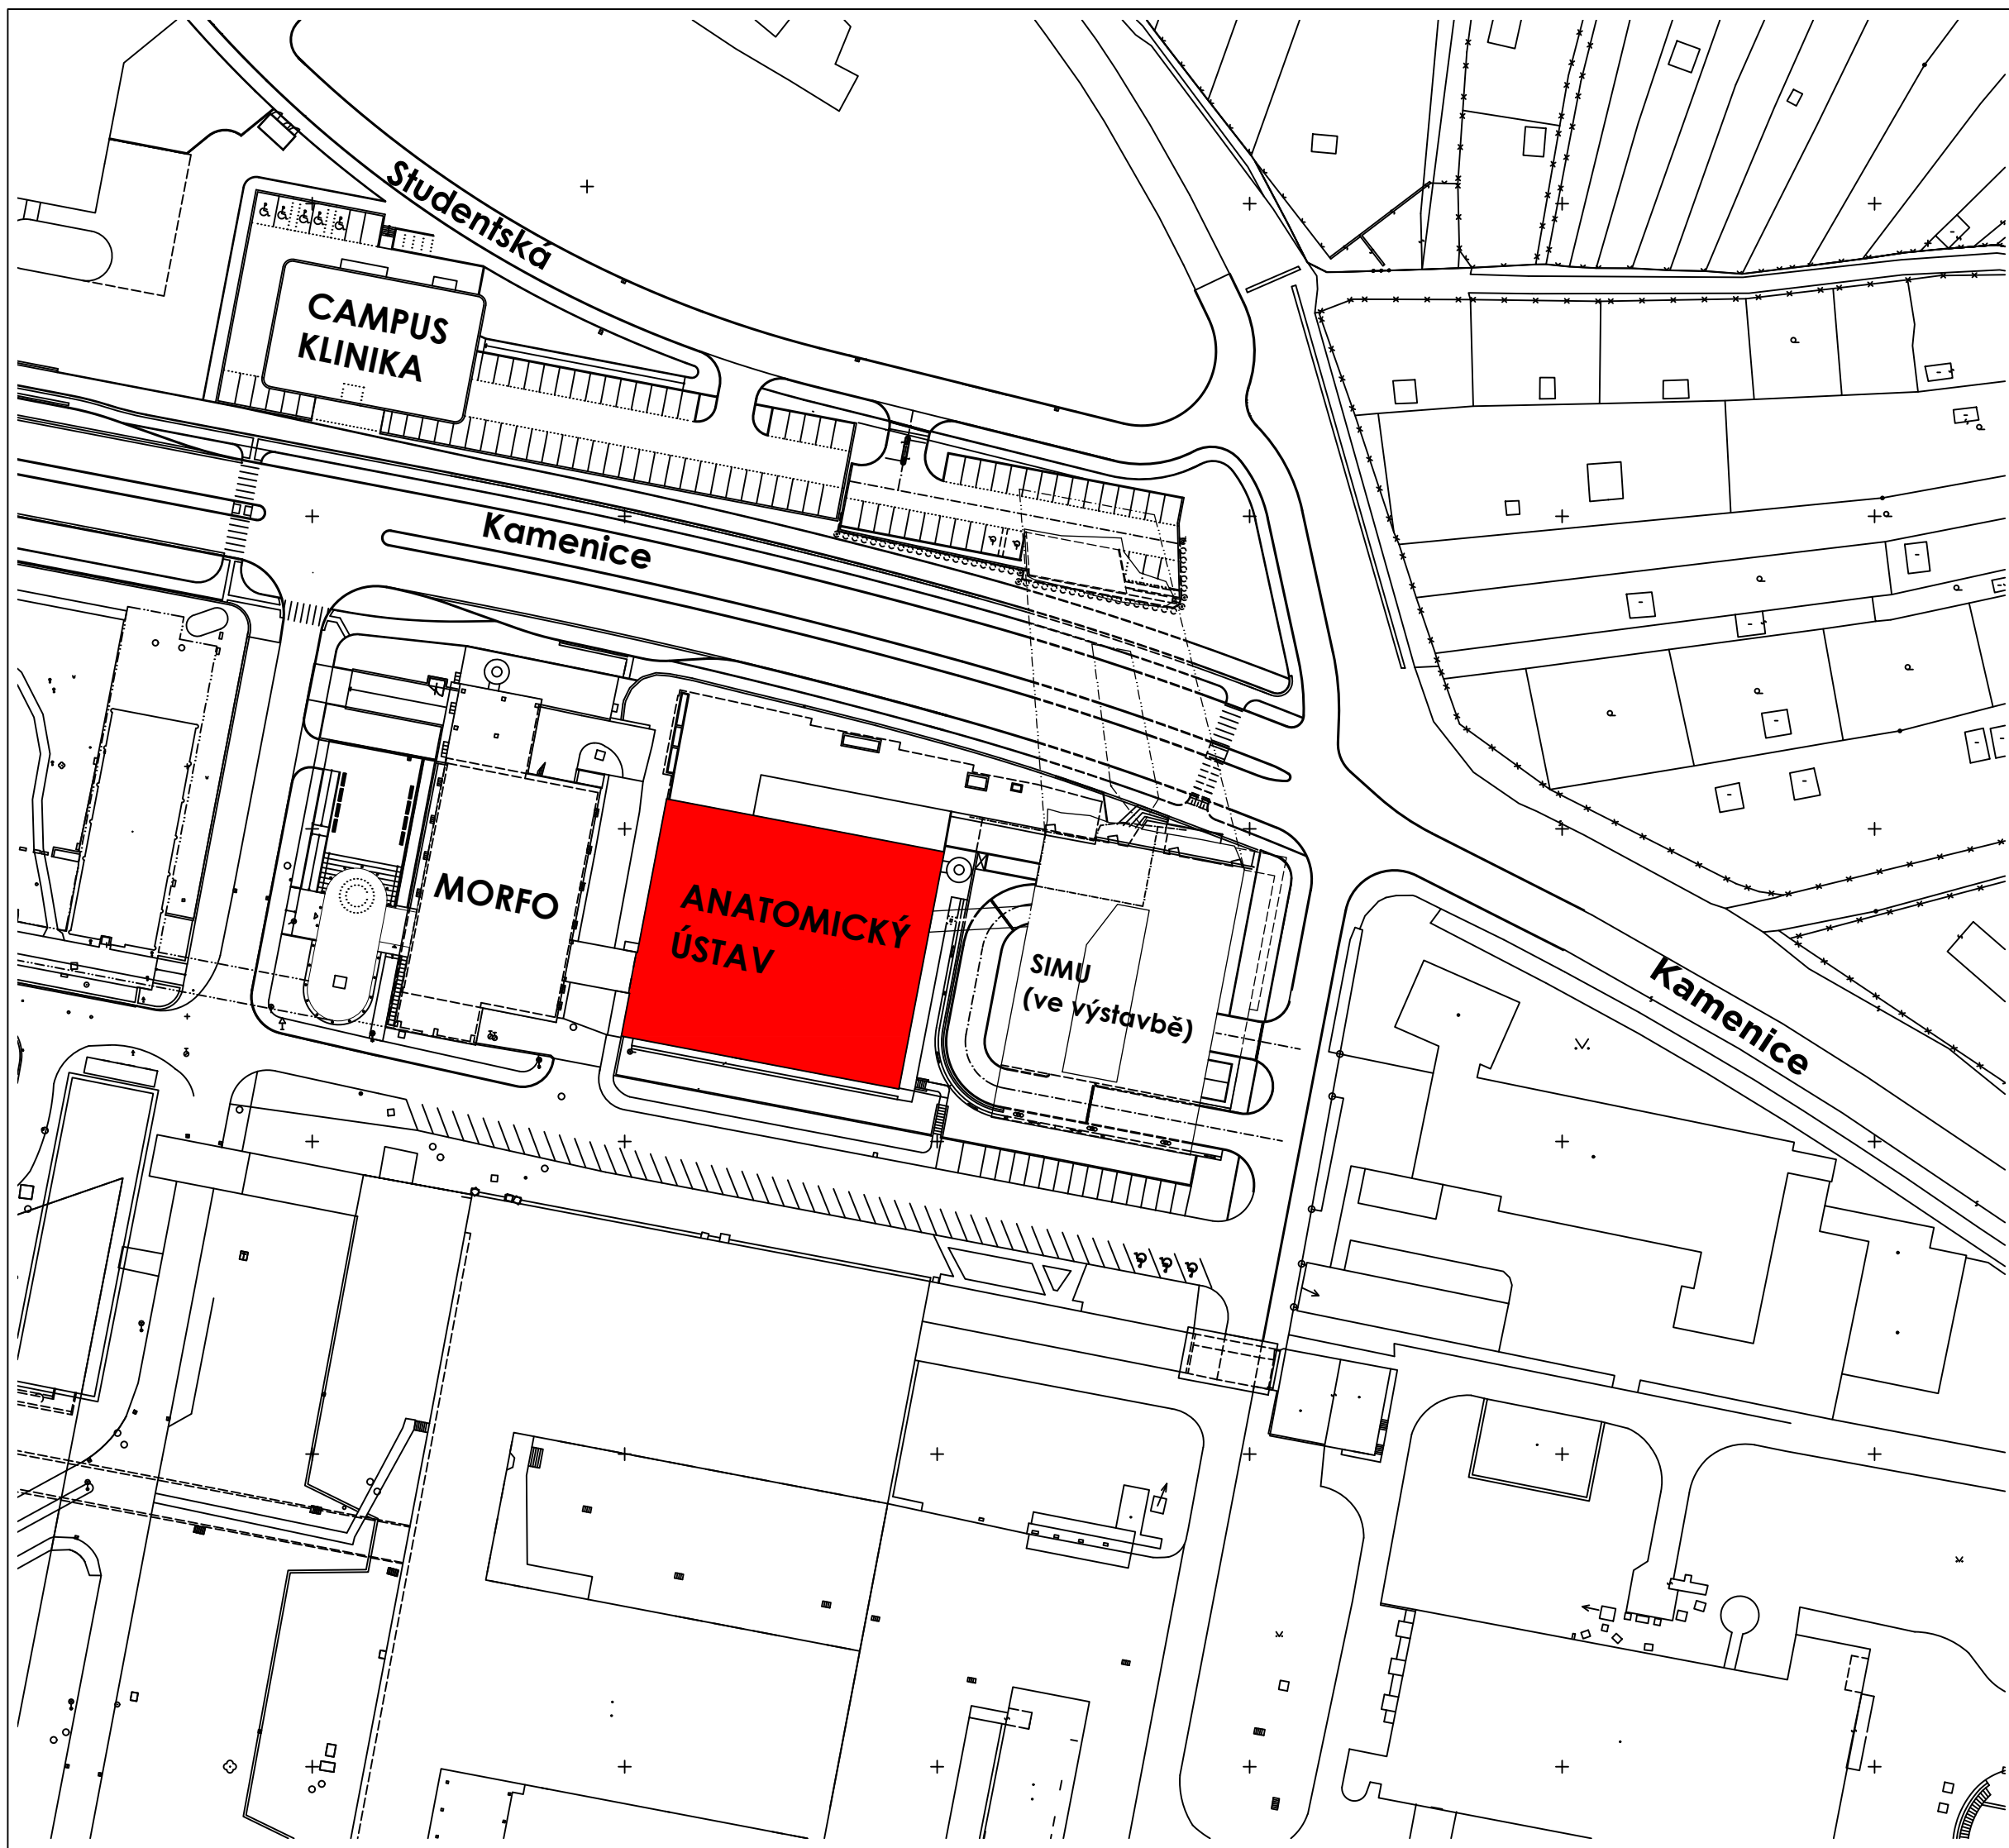 Studentská
CAMPUS
KLINIKA
Kamenice
MORFO
ANATOMICKÝ
ÚSTAV
SIMU
(ve výstavbě)
Kamenice